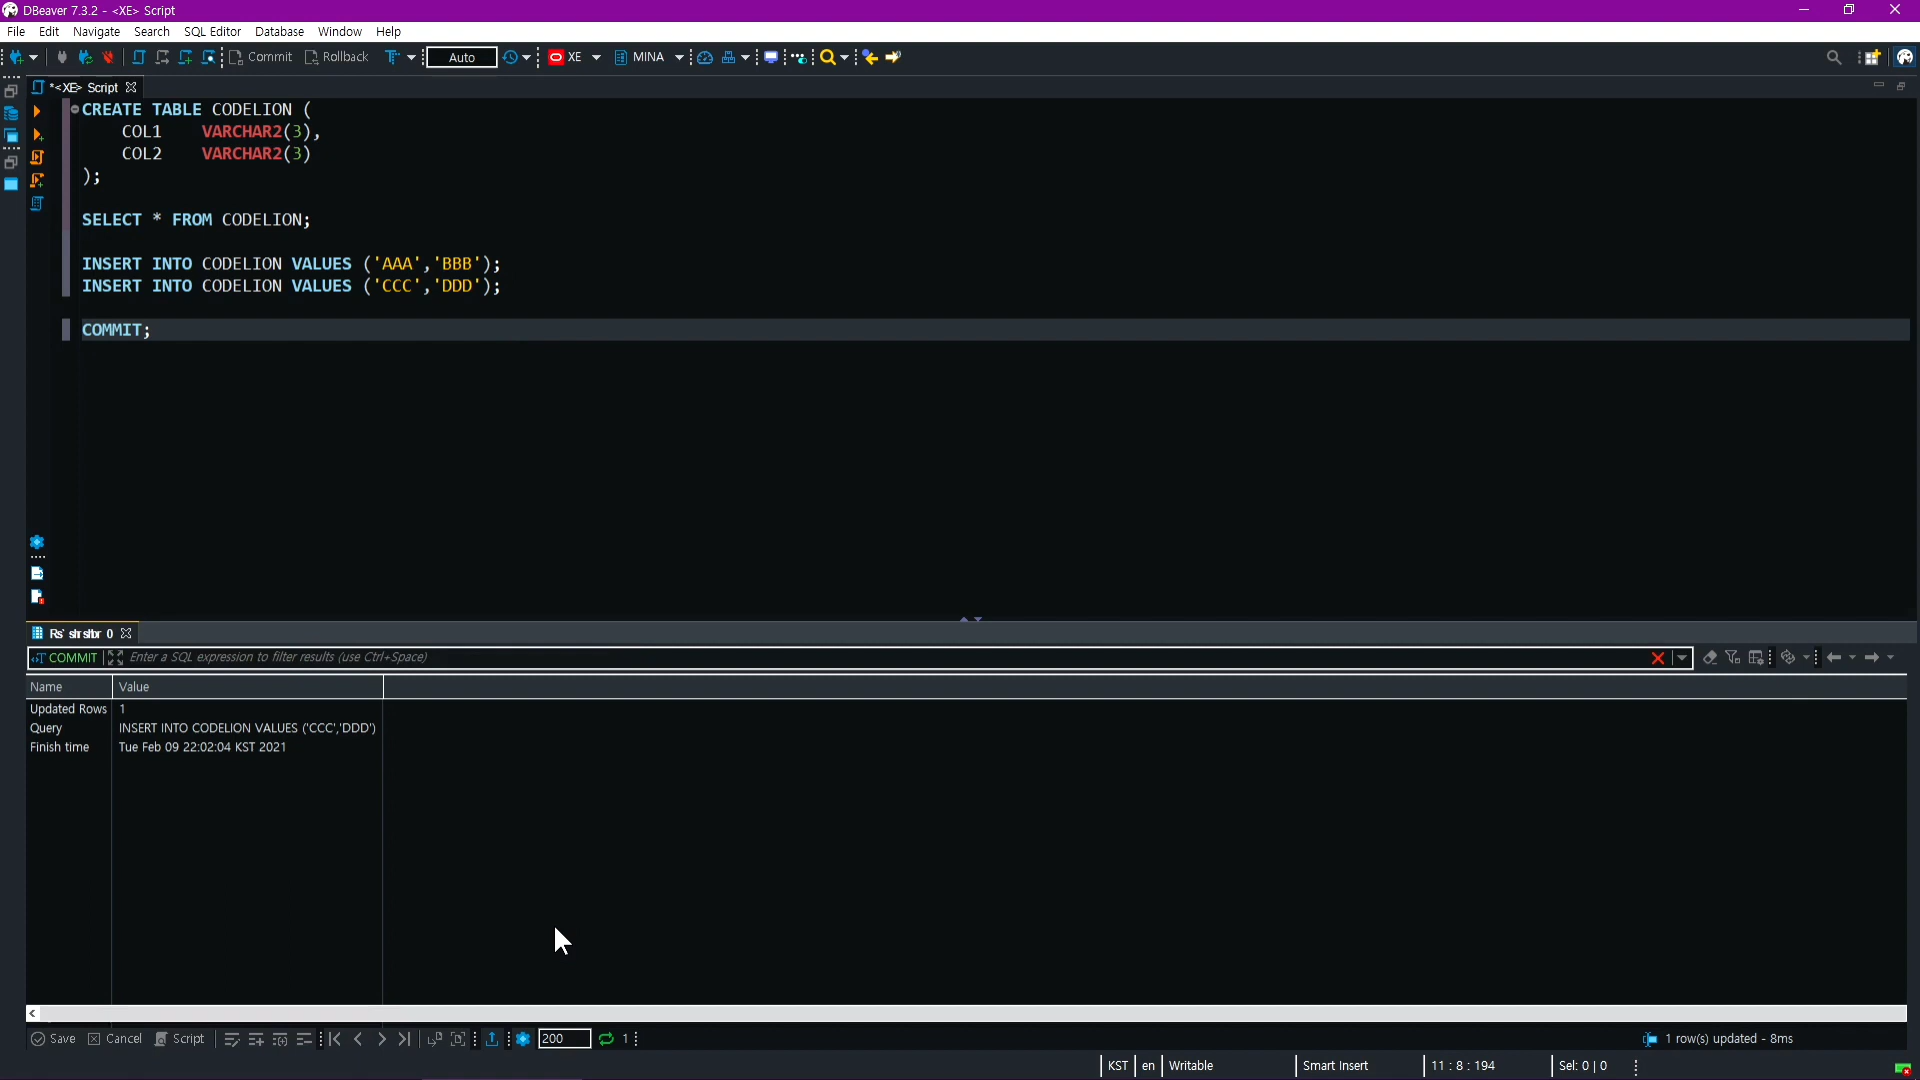 DBeaver 7.3.2 - <XE> Script
File Edit Navigate Search SQL Editor Database Window Help
Commit Rollback Auto XE MINA
*<XE> Script
CREATE TABLE CODELION (
COL1 VARCHAR2(3),
COL2 VARCHAR2(3)
);
SELECT * FROM CODELION;
INSERT INTO CODELION VALUES ('AAA','BBB');
INSERT INTO CODELION VALUES ('CCC','DDD');
COMMIT;
0
COMMIT Enter a SQL expression to filter results (use Ctrl+Space)
Name Value
Updated Rows 1
Query INSERT INTO CODELION VALUES ('CCC','DDD')
Finish time Tue Feb 09 22:02:04 KST 2021
Save Cancel Script 200 1 1 row(s) updated - 8ms
KST en Writable Smart Insert 11 : 8 : 194 Sel: 0 | 0